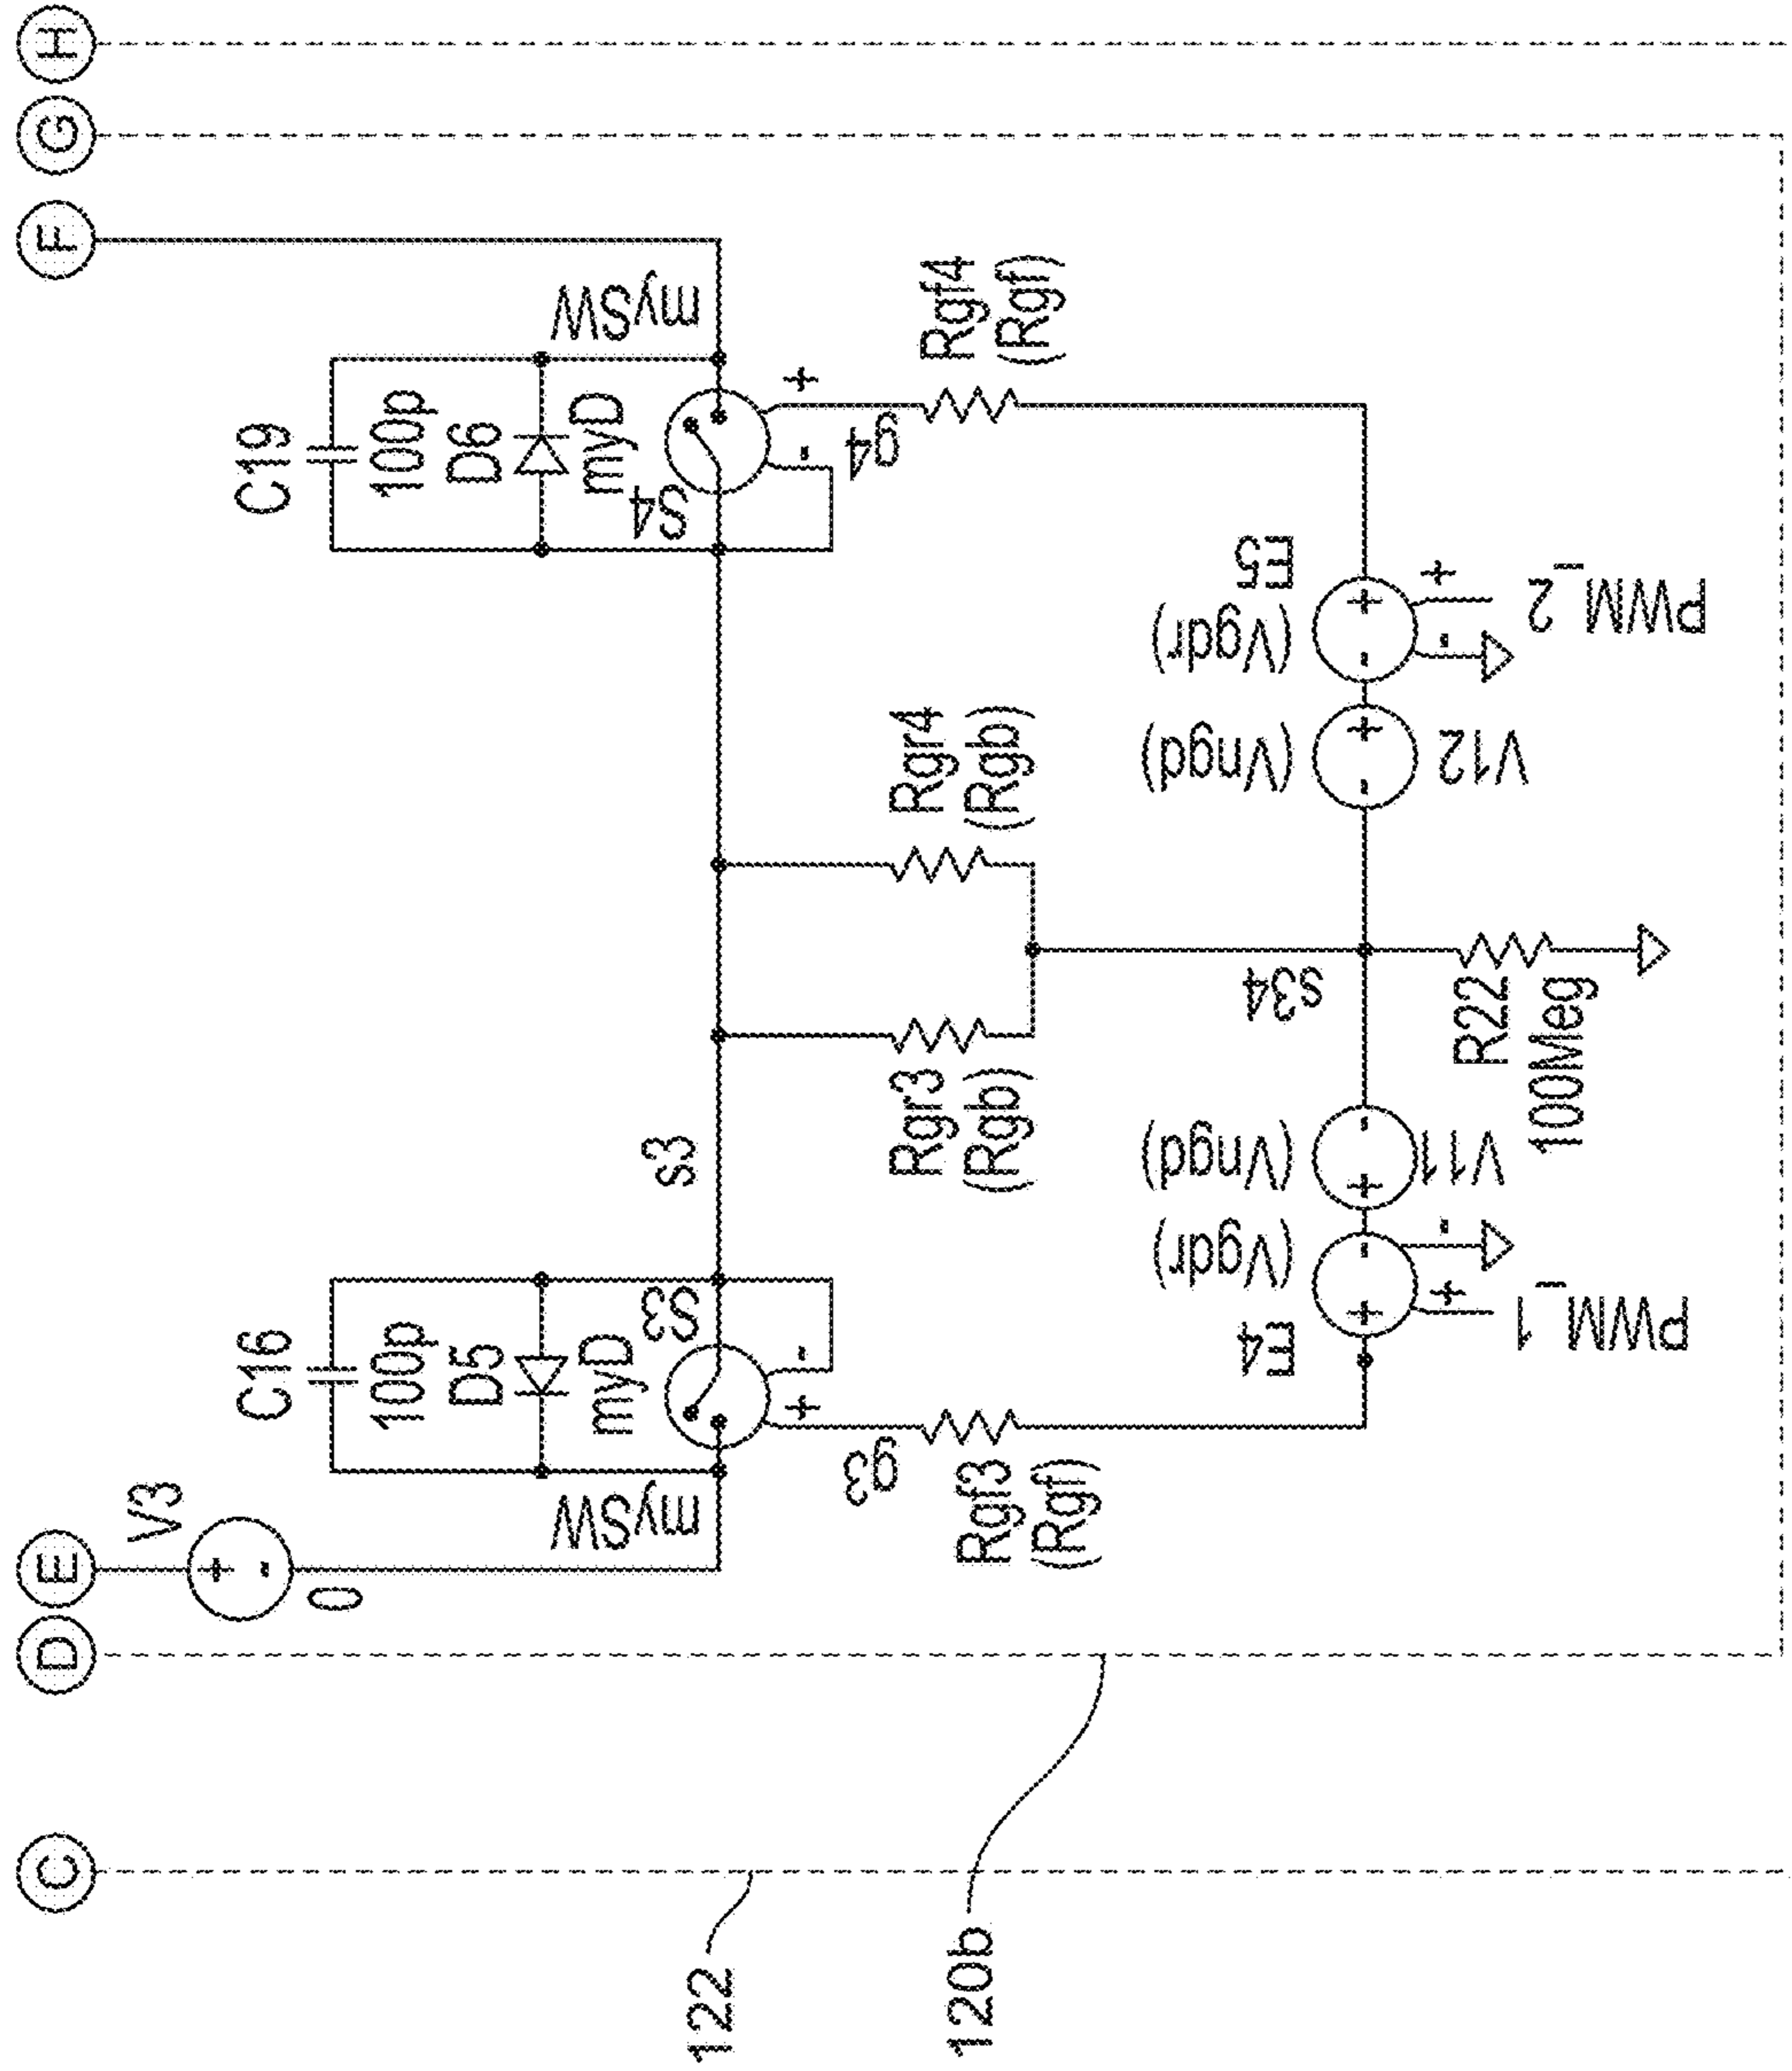 C
D
E
F
G
H
V3
0
C16
100p
D5
myD
S3
mySW
C19
100p
D6
myD
S4
mySW
s3
g3
g4
Rgf3
(Rgf)
Rgr3
(Rgb)
Rgr4
(Rgb)
Rgf4
(Rgf)
s34
E4
(Vgdr)
(Vngd)
V11
PWM_1
R22
100Meg
(Vngd)
V12
(Vgdr)
E5
PWM_2
122
120b